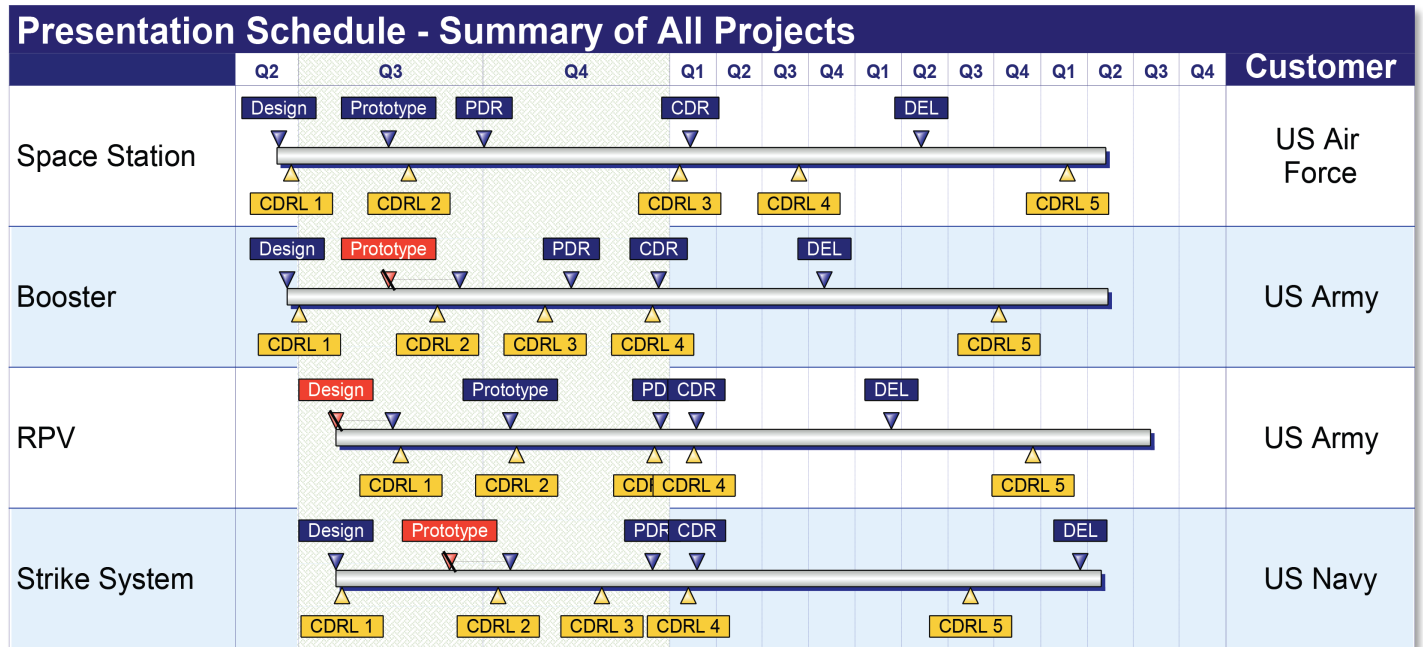 Presentation Schedule - Summary of All Projects
Q2 Q3 Q4 Q1 Q2 Q3 Q4 Q1 Q2 Q3 Q4 Q1 Q2 Q3 Q4 Customer
Design Prototype PDR CDR DEL
Space Station
US Air
Force
CDRL 1 CDRL 2 CDRL 3 CDRL 4 CDRL 5
Design Prototype PDR CDR DEL
Booster US Army
CDRL 1 CDRL 2 CDRL 3 CDRL 4 CDRL 5
Design Prototype PD CDR DEL
RPV US Army
CDRL 1 CDRL 2 CDR CDRL 4 CDRL 5
Design Prototype PDR CDR DEL
Strike System US Navy
CDRL 1 CDRL 2 CDRL 3 CDRL 4 CDRL 5